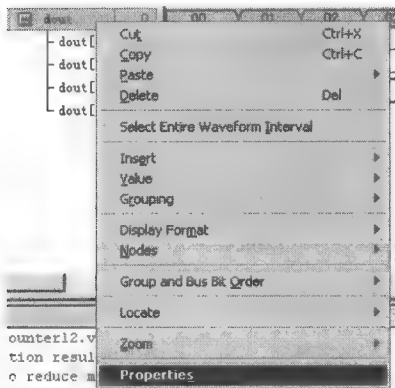 dout 0 00 01 02
dout[
dout[
dout[
dout[
Cut Ctrl+X
Copy Ctrl+C
Paste
Delete Del
Select Entire Waveform Interval
Insert
Value
Grouping
Display Format
Nodes
Group and Bus Bit Order
Locate
Zoom
Properties
ounter12.v
tion resul
o reduce m